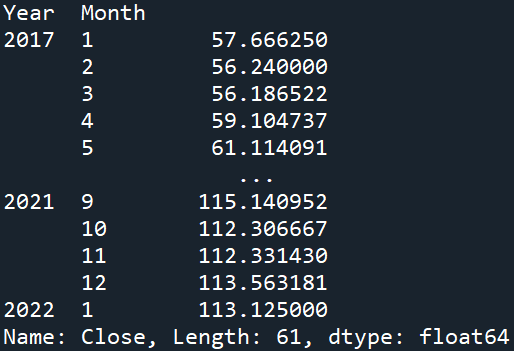 Year  Month
2017  1        57.666250
      2        56.240000
      3        56.186522
      4        59.104737
      5        61.114091
                 ...
2021  9       115.140952
      10      112.306667
      11      112.331430
      12      113.563181
2022  1       113.125000
Name: Close, Length: 61, dtype: float64